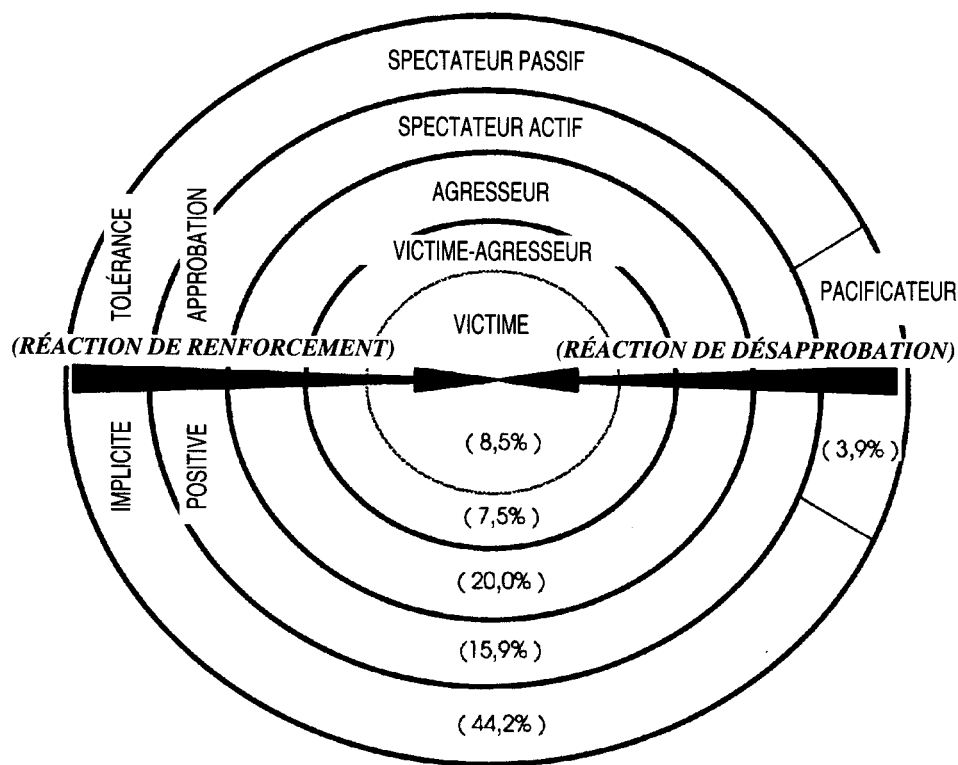 SPECTATEUR PASSIF
SPECTATEUR ACTIF
AGRESSEUR
VICTIME-AGRESSEUR
VICTIME
TOLÉRANCE
APPROBATION
PACIFICATEUR
(RÉACTION DE RENFORCEMENT)
(RÉACTION DE DÉSAPPROBATION)
IMPLICITE
POSITIVE
(8,5%)
(3,9%)
(7,5%)
(20,0%)
(15,9%)
(44,2%)